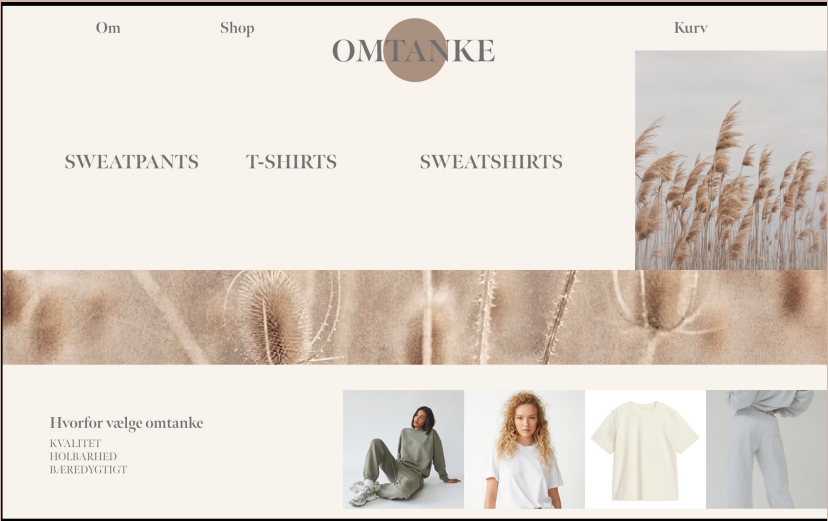 Om
Shop
Kurv
OMTANKE
SWEATPANTS
T-SHIRTS
SWEATSHIRTS
Hvorfor vælge omtanke
KVALITET
HOLBARHED
BÆREDYGTIGT